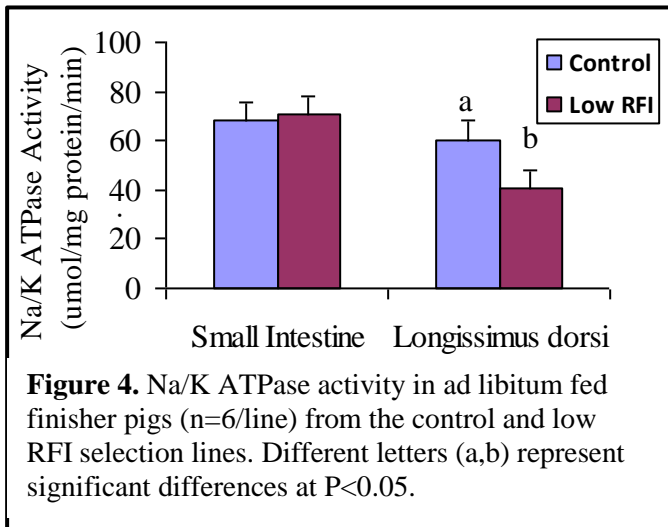 Na/K ATPase Activity
(umol/mg protein/min)
100
80
60
40
20
0
Control
Low RFI
a
b
Small Intestine
Longissimus dorsi
Figure 4. Na/K ATPase activity in ad libitum fed
finisher pigs (n=6/line) from the control and low
RFI selection lines. Different letters (a,b) represent
significant differences at P<0.05.